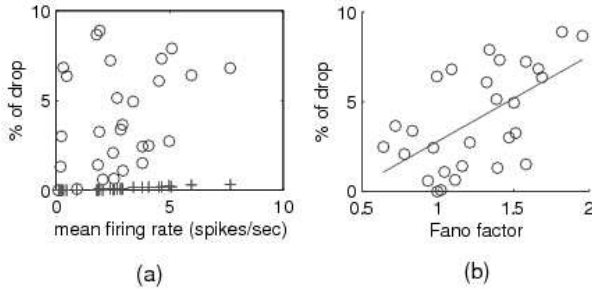 10
5
0
% of drop
0
5
10
mean firing rate (spikes/sec)
(a)
10
5
0
% of drop
0.5
1
1.5
2
Fano factor
(b)